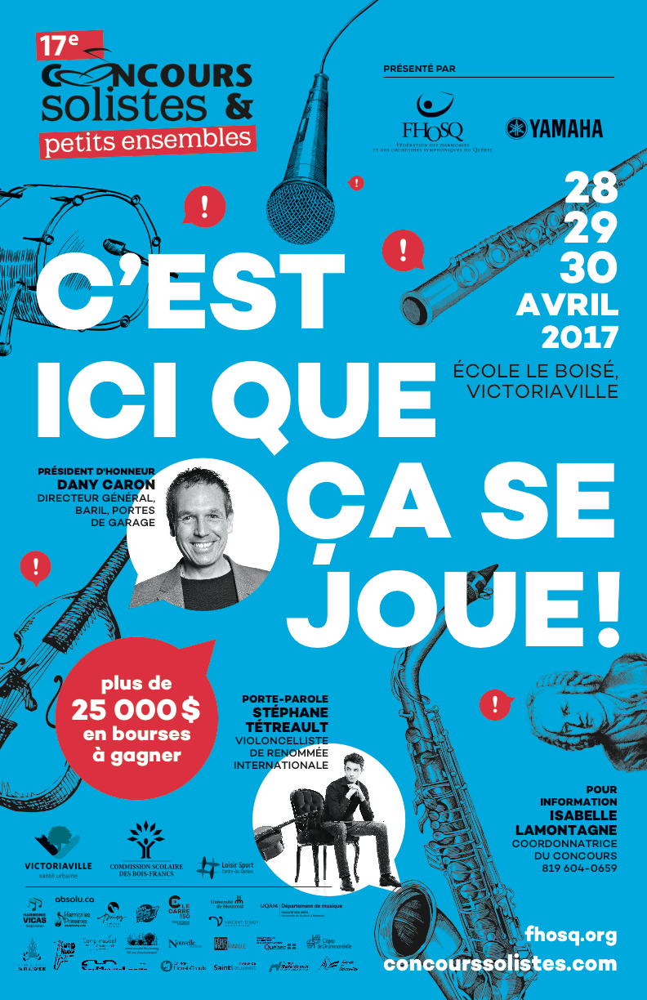 17e
CONCOURS
solistes &
petits ensembles
PRÉSENTÉ PAR
FHOSQ
FÉDÉRATION DES HARMONIES
ET DES ORCHESTRES SYMPHONIQUES DU QUÉBEC
YAMAHA
!
!
!
28
29
30
AVRIL
2017
ÉCOLE LE BOISÉ,
VICTORIAVILLE
C'EST
ICI QUE
ÇA SE
JOUE !
PRÉSIDENT D'HONNEUR
DANY CARON
DIRECTEUR GÉNÉRAL,
BARIL, PORTES
DE GARAGE
!
plus de
25 000 $
en bourses
à gagner
PORTE-PAROLE
STÉPHANE
TÉTREAULT
VIOLONCELLISTE
DE RENOMMÉE
INTERNATIONALE
!
POUR
INFORMATION
ISABELLE
LAMONTAGNE
COORDONNATRICE
DU CONCOURS
819 604-0659
VICTORIAVILLE
santé urbaine
COMMISSION SCOLAIRE
DES BOIS-FRANCS
Loisir Sport
Centre-du-Québec
HARMONIE
VICAS
absolu.ca
Harmonies
Printemps
LE
CARRÉ
150
Université
de Montréal
VINCENT-D'INDY
UQÀM Département de musique
Nouvelle
Québec
Cégep
de Drummondville
fhosq.org
concourssolistes.com